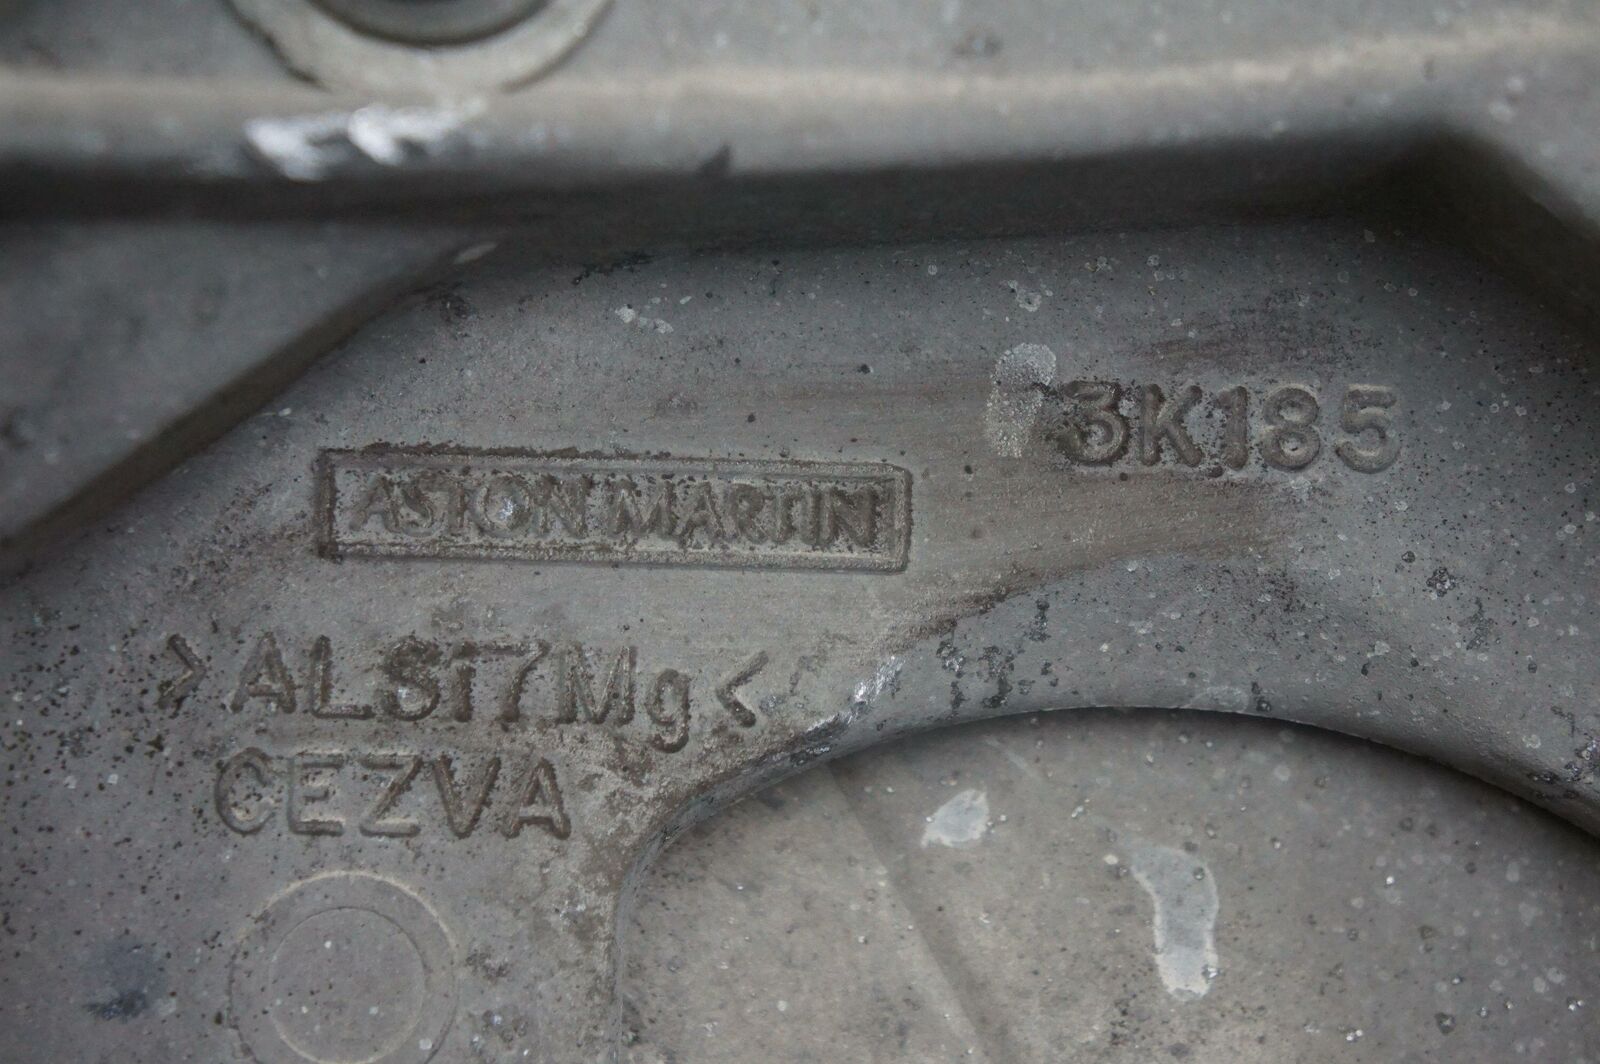 3K185
ASTON MARTIN
>ALSi7Mg<
CEZVA